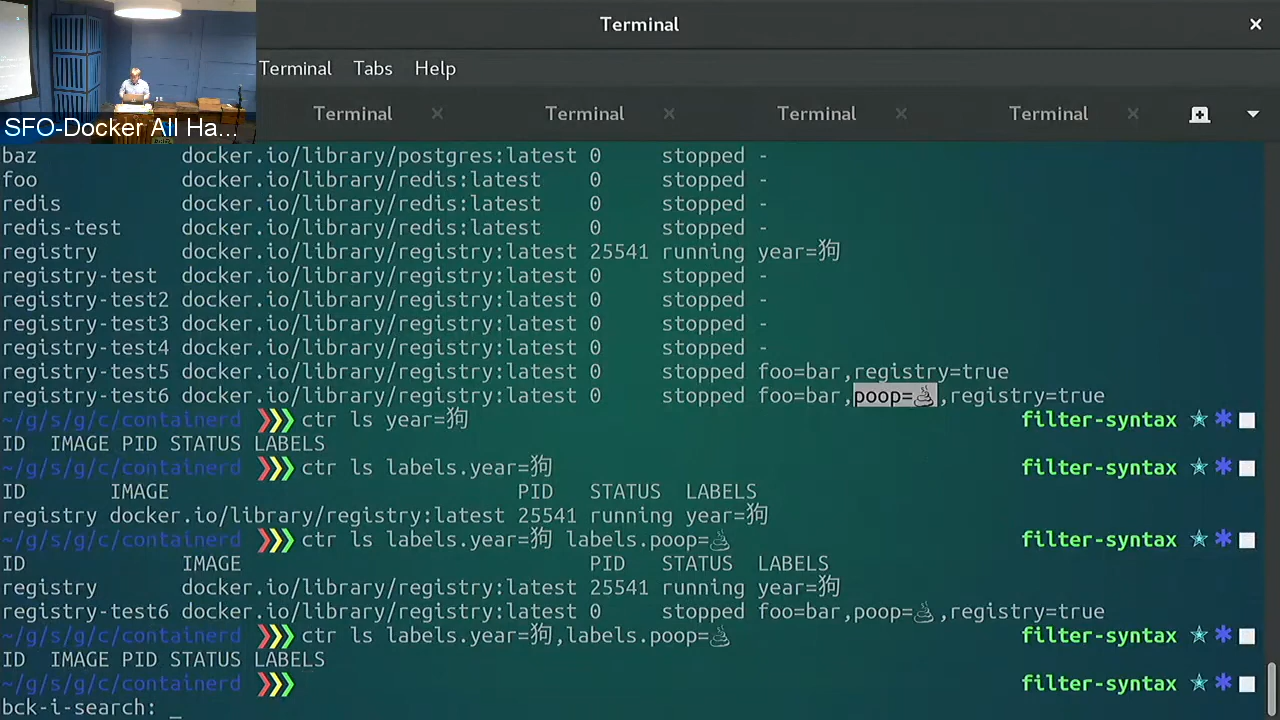 Terminal
Terminal Tabs Help
Terminal Terminal Terminal Terminal
SFO-Docker All Ha...
baz docker.io/library/postgres:latest 0 stopped -
foo docker.io/library/redis:latest 0 stopped -
redis docker.io/library/redis:latest 0 stopped -
redis-test docker.io/library/redis:latest 0 stopped -
registry docker.io/library/registry:latest 25541 running year=狗
registry-test docker.io/library/registry:latest 0 stopped -
registry-test2 docker.io/library/registry:latest 0 stopped -
registry-test3 docker.io/library/registry:latest 0 stopped -
registry-test4 docker.io/library/registry:latest 0 stopped -
registry-test5 docker.io/library/registry:latest 0 stopped foo=bar,registry=true
registry-test6 docker.io/library/registry:latest 0 stopped foo=bar,poop=💩,registry=true
~/g/s/g/c/containerd ❯❯❯ ctr ls year=狗 filter-syntax ✭ ✱ ◼
ID IMAGE PID STATUS LABELS
~/g/s/g/c/containerd ❯❯❯ ctr ls labels.year=狗 filter-syntax ✭ ✱ ◼
ID IMAGE PID STATUS LABELS
registry docker.io/library/registry:latest 25541 running year=狗
~/g/s/g/c/containerd ❯❯❯ ctr ls labels.year=狗 labels.poop=💩 filter-syntax ✭ ✱ ◼
ID IMAGE PID STATUS LABELS
registry docker.io/library/registry:latest 25541 running year=狗
registry-test6 docker.io/library/registry:latest 0 stopped foo=bar,poop=💩,registry=true
~/g/s/g/c/containerd ❯❯❯ ctr ls labels.year=狗,labels.poop=💩 filter-syntax ✭ ✱ ◼
ID IMAGE PID STATUS LABELS
~/g/s/g/c/containerd ❯❯❯ filter-syntax ✭ ✱ ◼
bck-i-search: _